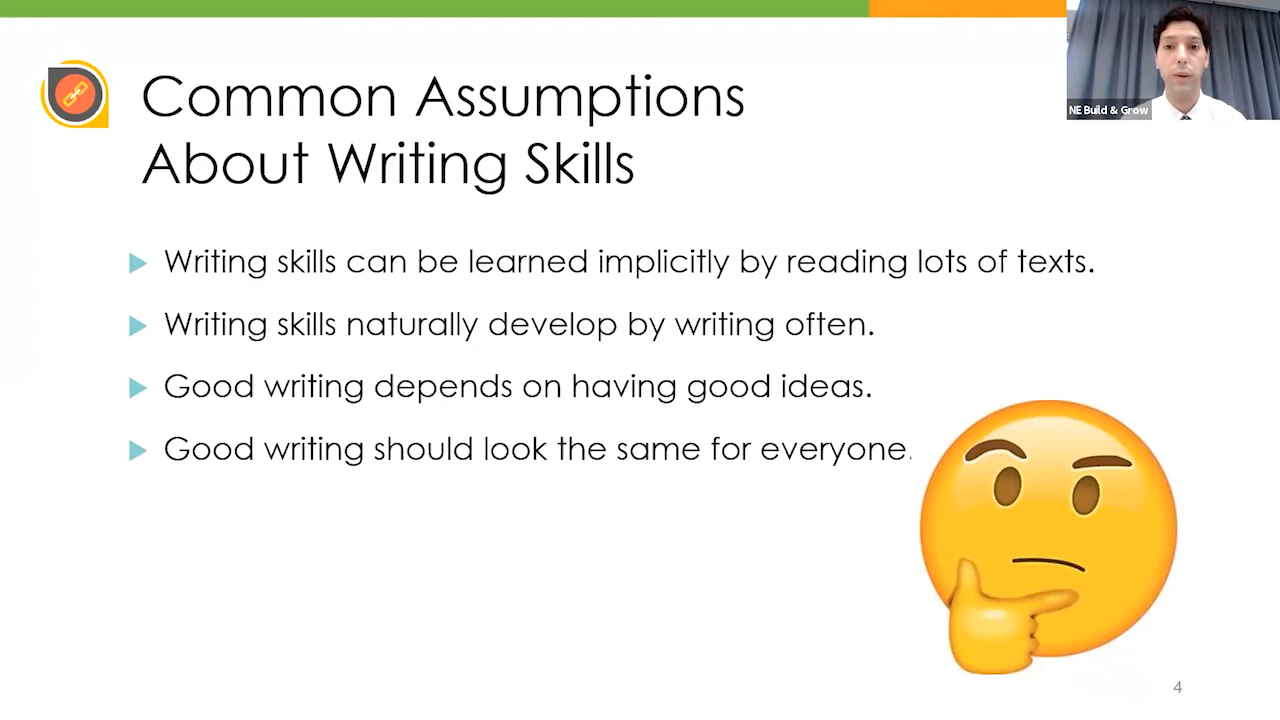 Common Assumptions
About Writing Skills
NE Build & Grow
Writing skills can be learned implicitly by reading lots of texts.
Writing skills naturally develop by writing often.
Good writing depends on having good ideas.
Good writing should look the same for everyone.
4